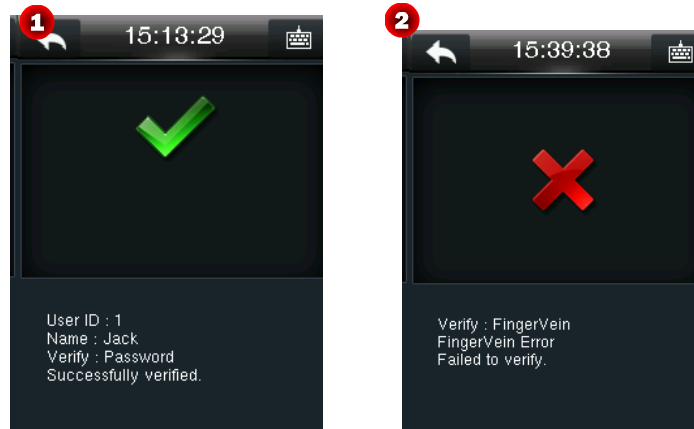 1
15:13:29
User ID : 1
Name : Jack
Verify : Password
Successfully verified.
2
15:39:38
Verify : FingerVein
FingerVein Error
Failed to verify.